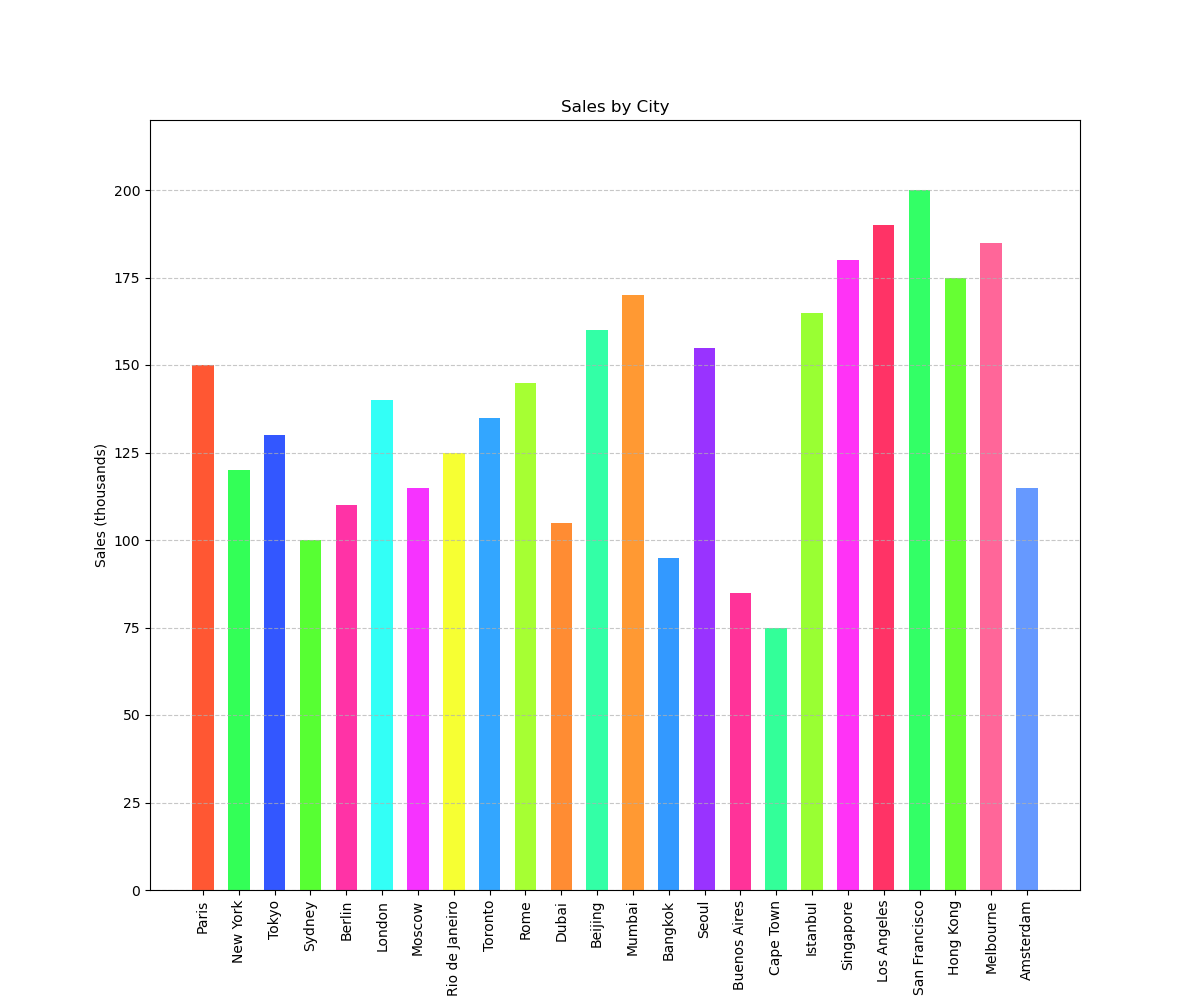 Sales by City
Sales (thousands)
200
175
150
125
100
75
50
25
0
Paris
New York
Tokyo
Sydney
Berlin
London
Moscow
Rio de Janeiro
Toronto
Rome
Dubai
Beijing
Mumbai
Bangkok
Seoul
Buenos Aires
Cape Town
Istanbul
Singapore
Los Angeles
San Francisco
Hong Kong
Melbourne
Amsterdam